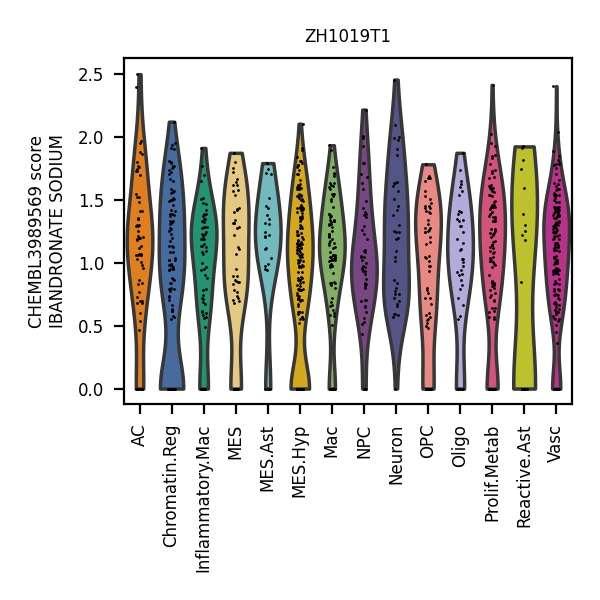 ZH1019T1
CHEMBL3989569 score
IBANDRONATE SODIUM
2.5
2.0
1.5
1.0
0.5
0.0
AC
Chromatin.Reg
Inflammatory.Mac
MES
MES.Ast
MES.Hyp
Mac
NPC
Neuron
OPC
Oligo
Prolif.Metab
Reactive.Ast
Vasc